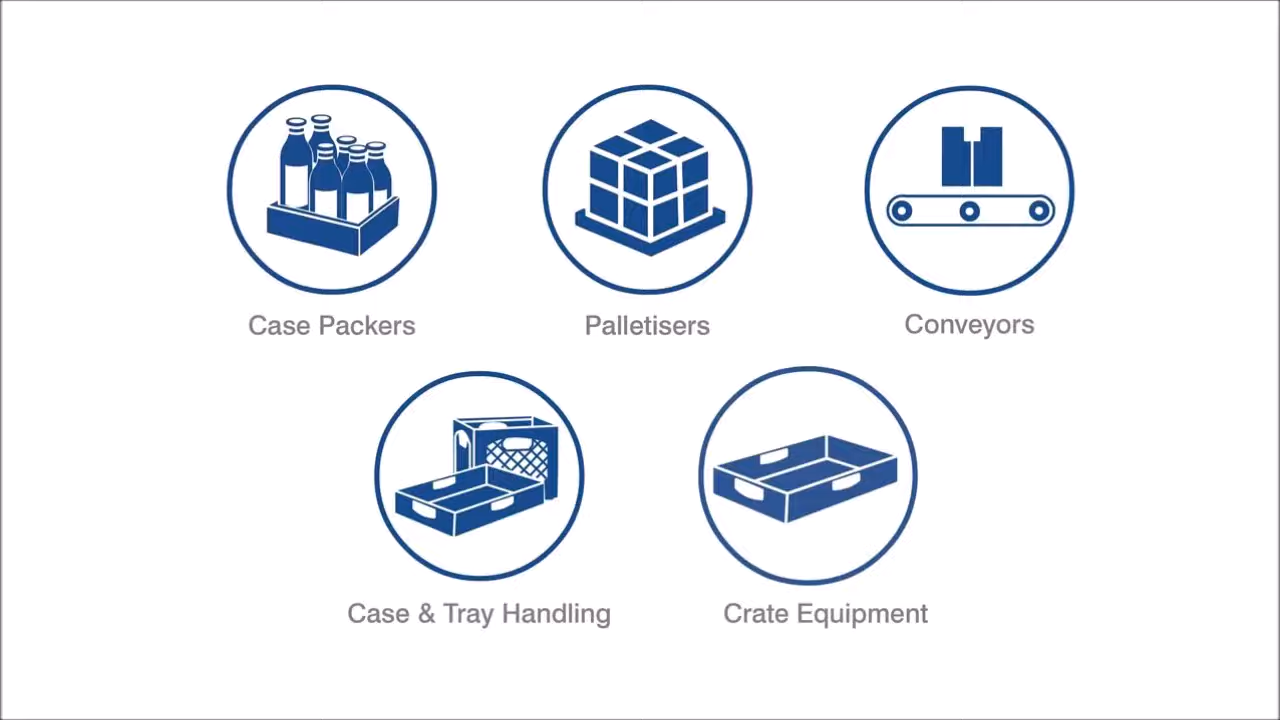 Case Packers
Palletisers
Conveyors
Case & Tray Handling
Crate Equipment